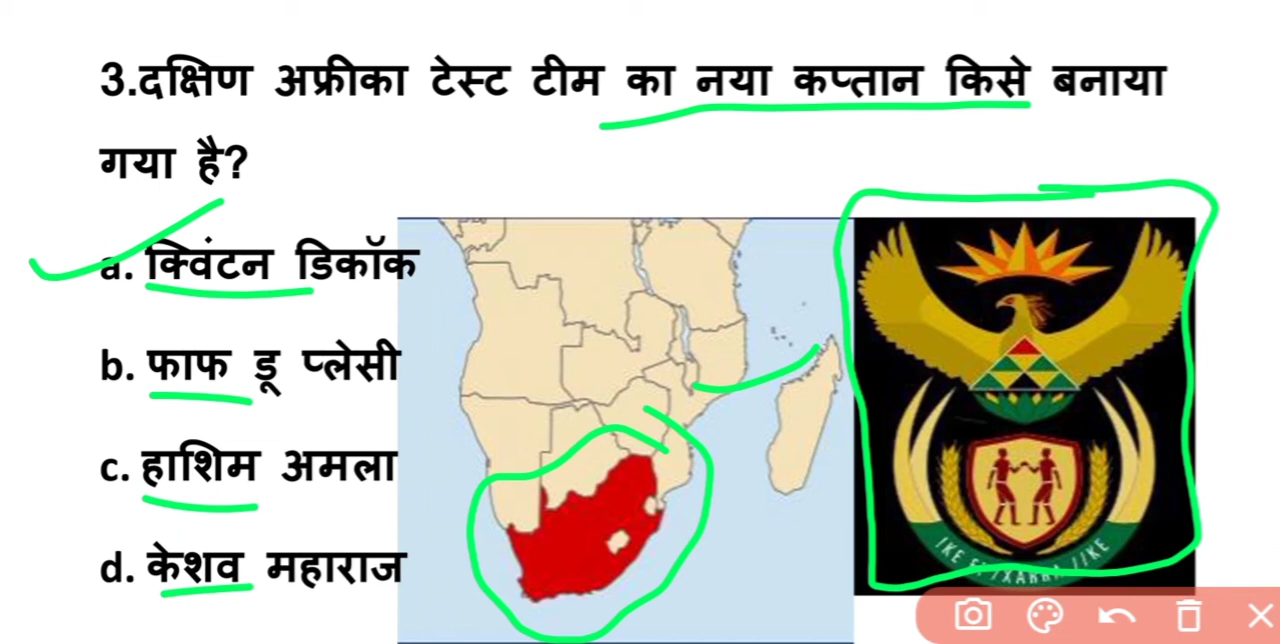 3.दक्षिण अफ्रीका टेस्ट टीम का नया कप्तान किसे बनाया
गया है?
a. क्विंटन डिकॉक
b. फाफ डू प्लेसी
c. हाशिम अमला
d. केशव महाराज